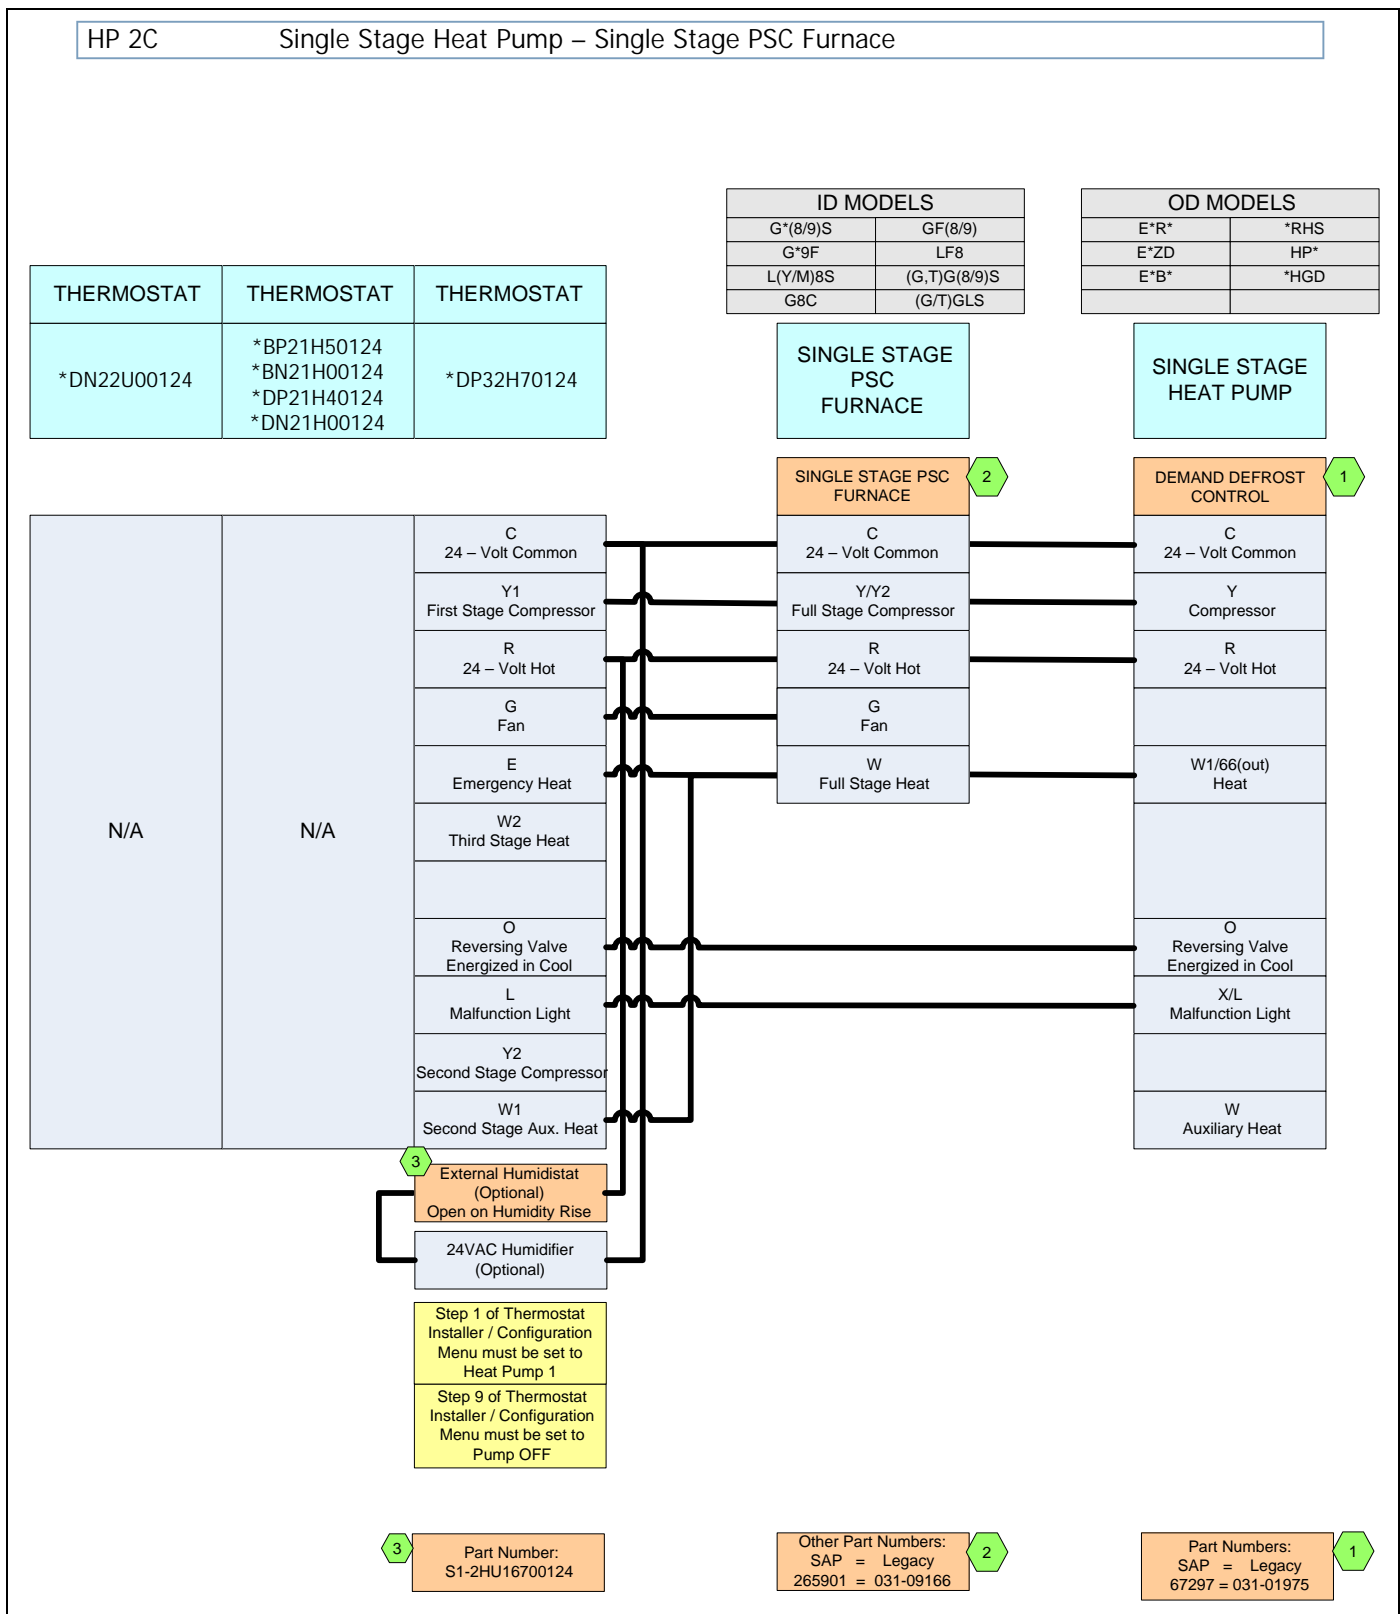 HP 2C Single Stage Heat Pump – Single Stage PSC Furnace
ID MODELS
G*(8/9)S GF(8/9)
G*9F LF8
L(Y/M)8S (G,T)G(8/9)S
G8C (G/T)GLS
OD MODELS
E*R* *RHS
E*ZD HP*
E*B* *HGD
THERMOSTAT
*DN22U00124
THERMOSTAT
*BP21H50124
*BN21H00124
*DP21H40124
*DN21H00124
THERMOSTAT
*DP32H70124
SINGLE STAGE
PSC
FURNACE
SINGLE STAGE
HEAT PUMP
SINGLE STAGE PSC
FURNACE
2
DEMAND DEFROST
CONTROL
1
N/A
N/A
C
24 – Volt Common
Y1
First Stage Compressor
R
24 – Volt Hot
G
Fan
E
Emergency Heat
W2
Third Stage Heat
O
Reversing Valve
Energized in Cool
L
Malfunction Light
Y2
Second Stage Compressor
W1
Second Stage Aux. Heat
C
24 – Volt Common
Y/Y2
Full Stage Compressor
R
24 – Volt Hot
G
Fan
W
Full Stage Heat
C
24 – Volt Common
Y
Compressor
R
24 – Volt Hot
W1/66(out)
Heat
O
Reversing Valve
Energized in Cool
X/L
Malfunction Light
W
Auxiliary Heat
3
External Humidistat
(Optional)
Open on Humidity Rise
24VAC Humidifier
(Optional)
Step 1 of Thermostat
Installer / Configuration
Menu must be set to
Heat Pump 1
Step 9 of Thermostat
Installer / Configuration
Menu must be set to
Pump OFF
3
Part Number:
S1-2HU16700124
Other Part Numbers:
SAP = Legacy
265901 = 031-09166
2
Part Numbers:
SAP = Legacy
67297 = 031-01975
1